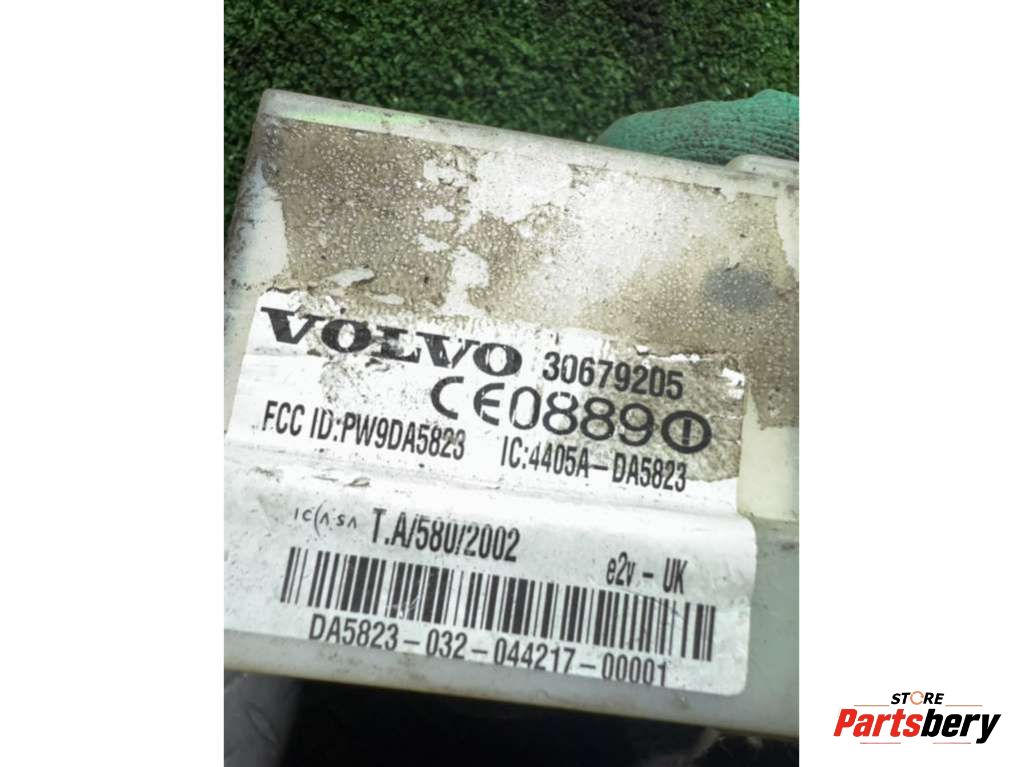 VOLVO 30679205
CE0889
FCC ID:PW9DA5823 IC:4405A-DA5823
ICASA T.A/580/2002
e2v - UK
DA5823-032-044217-00001
STORE
Partsbery